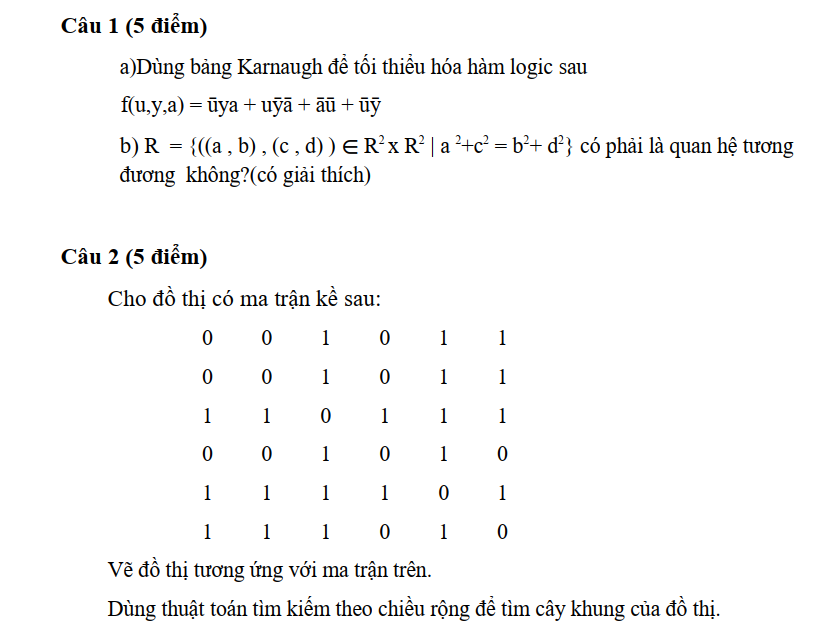 Câu 1 (5 điểm)
a)Dùng bảng Karnaugh để tối thiểu hóa hàm logic sau
f(u,y,a) = ūya + uȳā + āū + ūȳ
b) R = {((a , b) , (c , d) ) ∈ R² x R² | a ²+c² = b²+ d²} có phải là quan hệ tương
đương không?(có giải thích)
Câu 2 (5 điểm)
Cho đồ thị có ma trận kề sau:
0 0 1 0 1 1
0 0 1 0 1 1
1 1 0 1 1 1
0 0 1 0 1 0
1 1 1 1 0 1
1 1 1 0 1 0
Vẽ đồ thị tương ứng với ma trận trên.
Dùng thuật toán tìm kiếm theo chiều rộng để tìm cây khung của đồ thị.